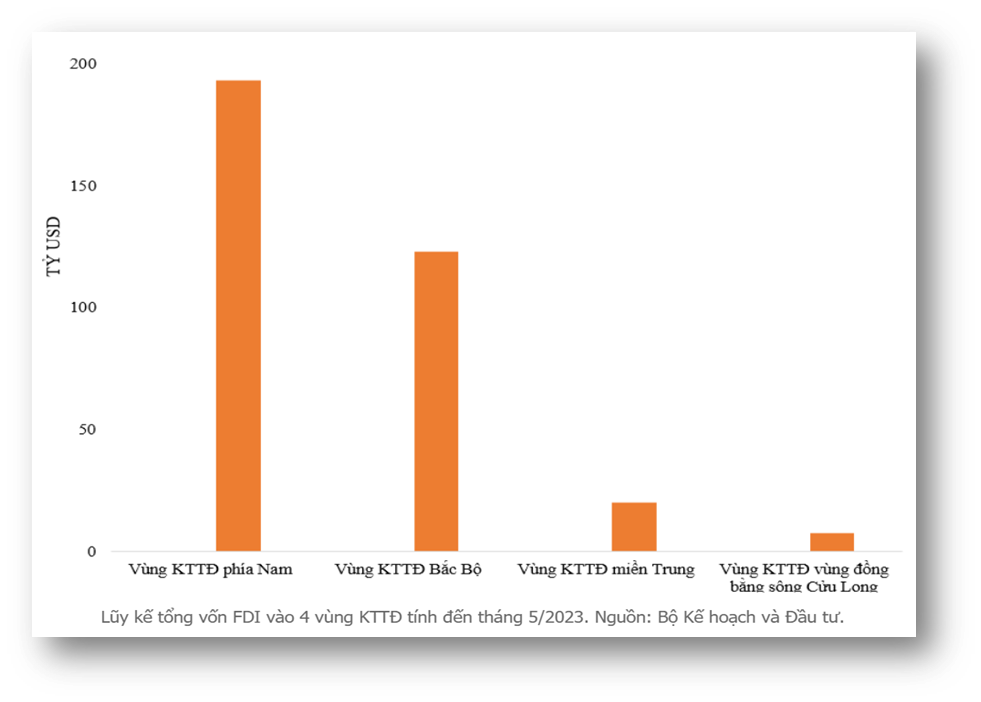 200
150
100
50
0
TỶ USD
Vùng KTTĐ phía Nam
Vùng KTTĐ Bắc Bộ
Vùng KTTĐ miền Trung
Vùng KTTĐ vùng đồng
bằng sông Cửu Long
Lũy kế tổng vốn FDI vào 4 vùng KTTĐ tính đến tháng 5/2023. Nguồn: Bộ Kế hoạch và Đầu tư.